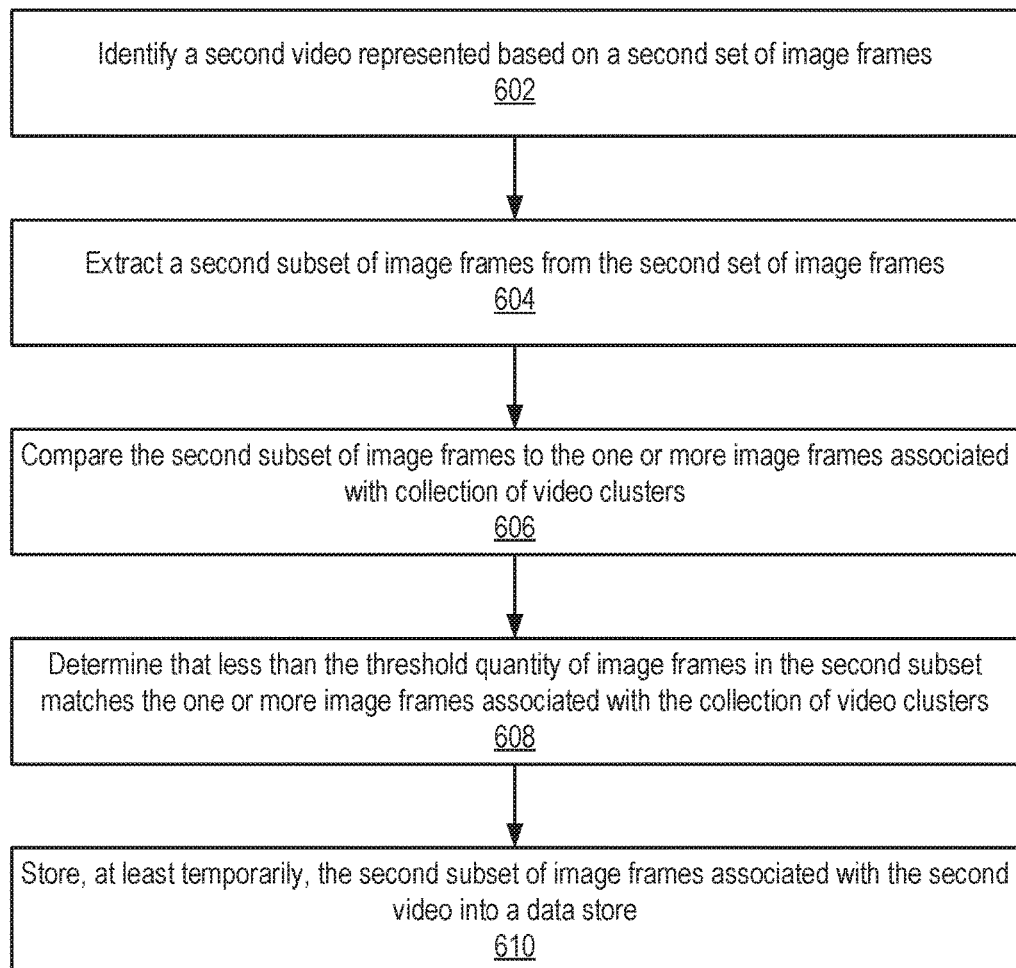 Identify a second video represented based on a second set of image frames
602
Extract a second subset of image frames from the second set of image frames
604
Compare the second subset of image frames to the one or more image frames associated
with collection of video clusters
606
Determine that less than the threshold quantity of image frames in the second subset
matches the one or more image frames associated with the collection of video clusters
608
Store, at least temporarily, the second subset of image frames associated with the second
video into a data store
610